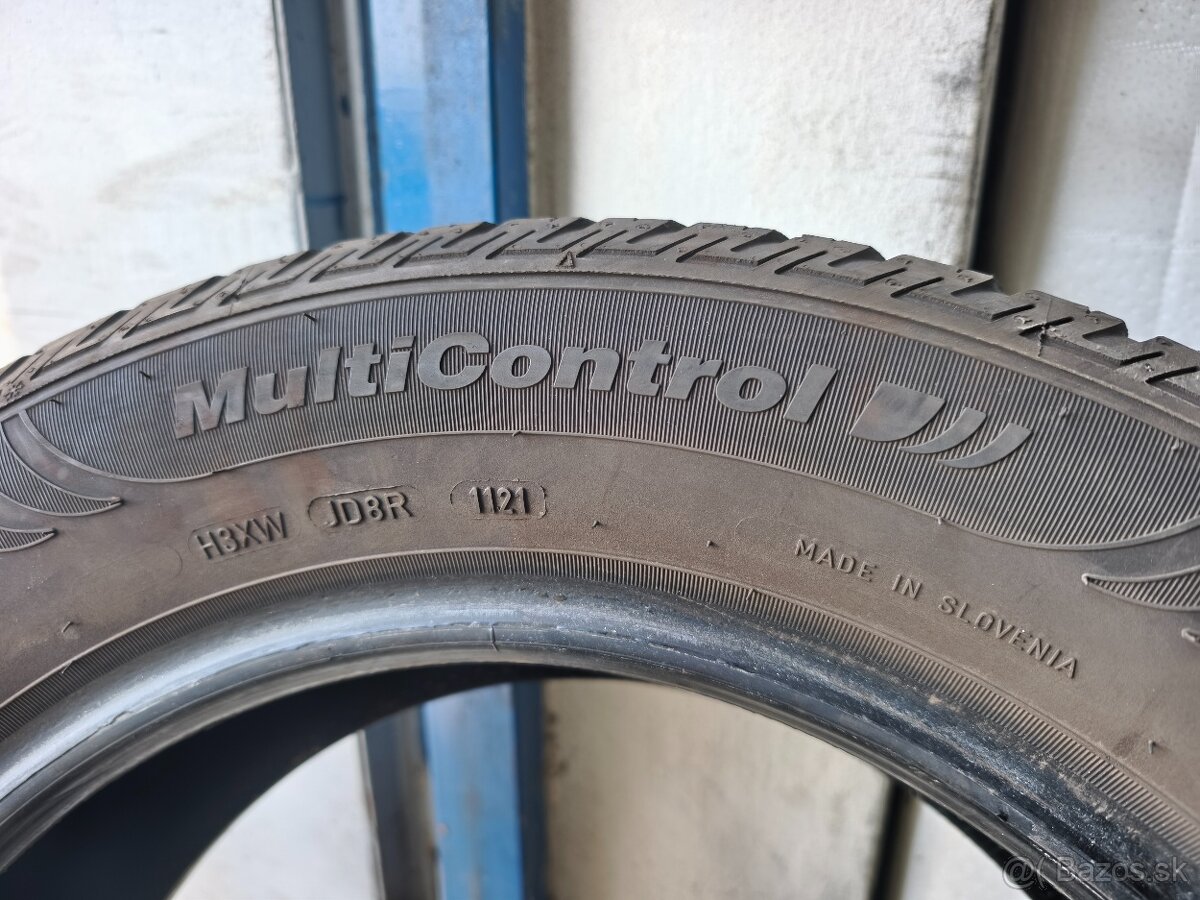 MultiControl
H3XW JD8R 1121
MADE IN SLOVENIA
@( Bazos.sk